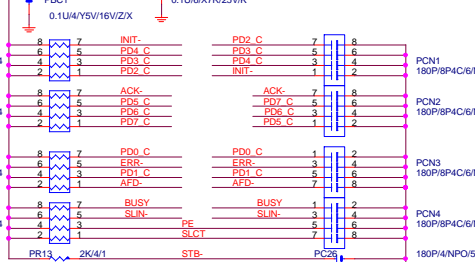 PBC1
0.1U/4/Y5V/16V/Z/X
8 7 INIT- PD2_C 7 8
6 5 PD4_C PD3_C 5 6
4 3 PD3_C PD4_C 3 4 PCN1
2 1 PD2_C INIT- 1 2 180P/8P4C/6/
8 7 ACK- ACK- 7 8
6 5 PD5_C PD7_C 5 6 PCN2
4 3 PD6_C PD6_C 3 4 180P/8P4C/6/
2 1 PD7_C PD5_C 1 2
8 7 PD0_C PD0_C 1 2
6 5 ERR- ERR- 3 4 PCN3
4 3 PD1_C PD1_C 5 6 180P/8P4C/6/
2 1 AFD- AFD- 7 8
8 7 BUSY BUSY 1 2
6 5 SLIN- SLIN- 3 4 PCN4
4 3 PE 5 6 180P/8P4C/6/
2 1 SLCT 7 8
PR13 2K/4/1 STB- PC26 180P/4/NPO/5